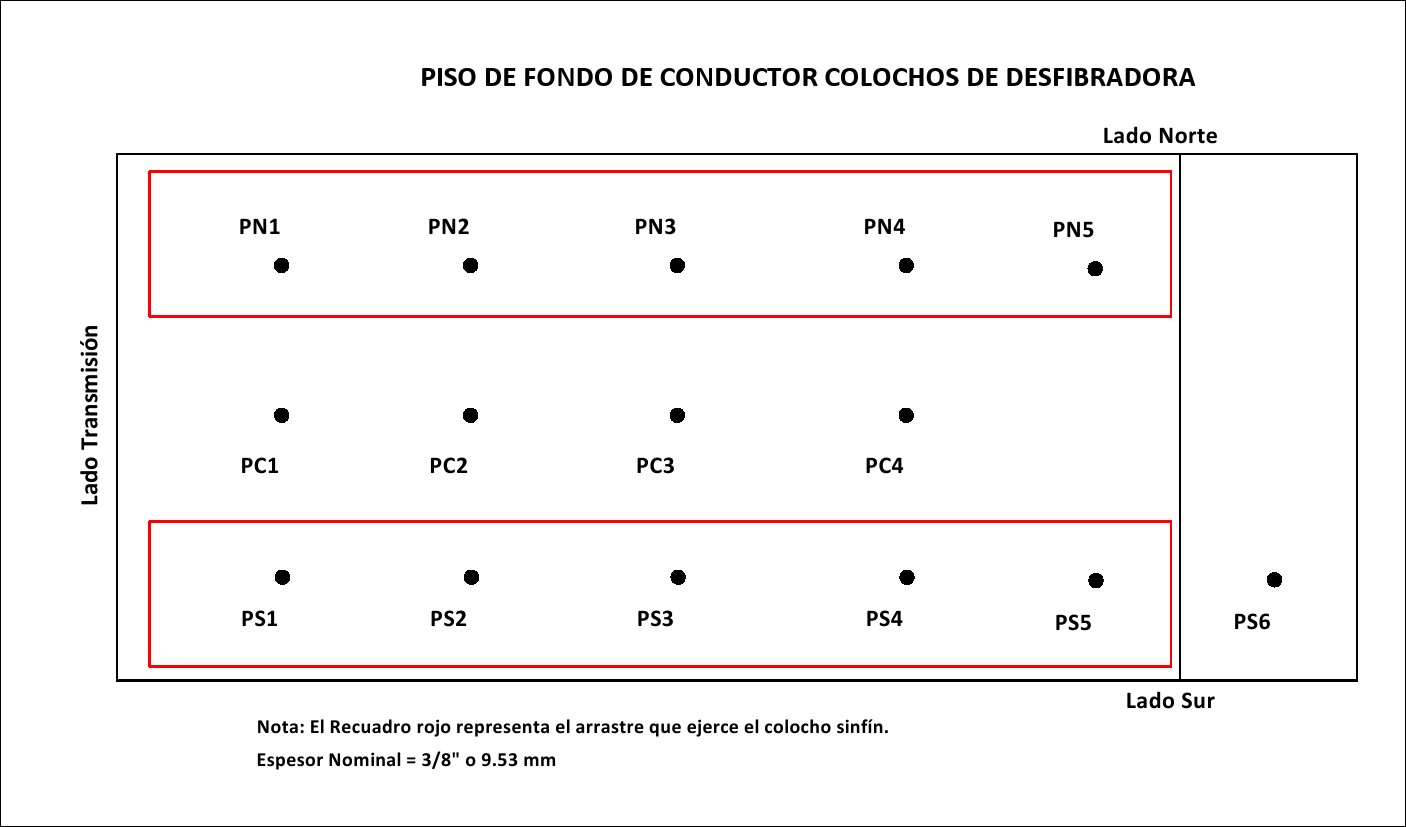 PISO DE FONDO DE CONDUCTOR COLOCHOS DE DESFIBRADORA
Lado Norte
PN1 PN2 PN3 PN4 PN5
Lado Transmisión
PC1 PC2 PC3 PC4
PS1 PS2 PS3 PS4 PS5 PS6
Lado Sur
Nota: El Recuadro rojo representa el arrastre que ejerce el colocho sinfín.
Espesor Nominal = 3/8" o 9.53 mm